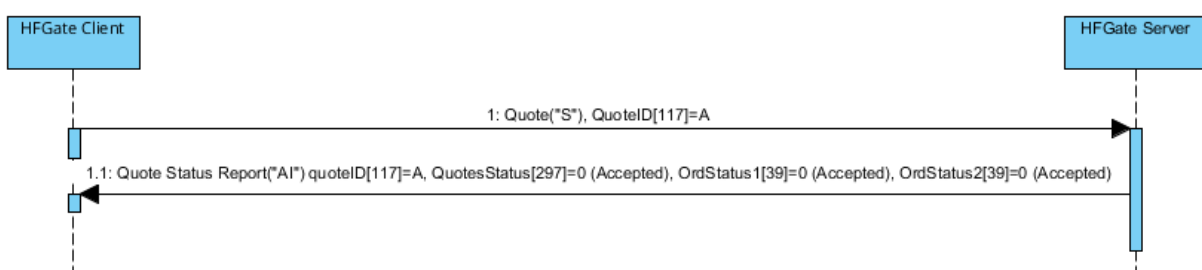 HFGate Client
HFGate Server
1: Quote("S"), QuoteID[117]=A
1.1: Quote Status Report("AI") quoteID[117]=A, QuotesStatus[297]=0 (Accepted), OrdStatus1[39]=0 (Accepted), OrdStatus2[39]=0 (Accepted)